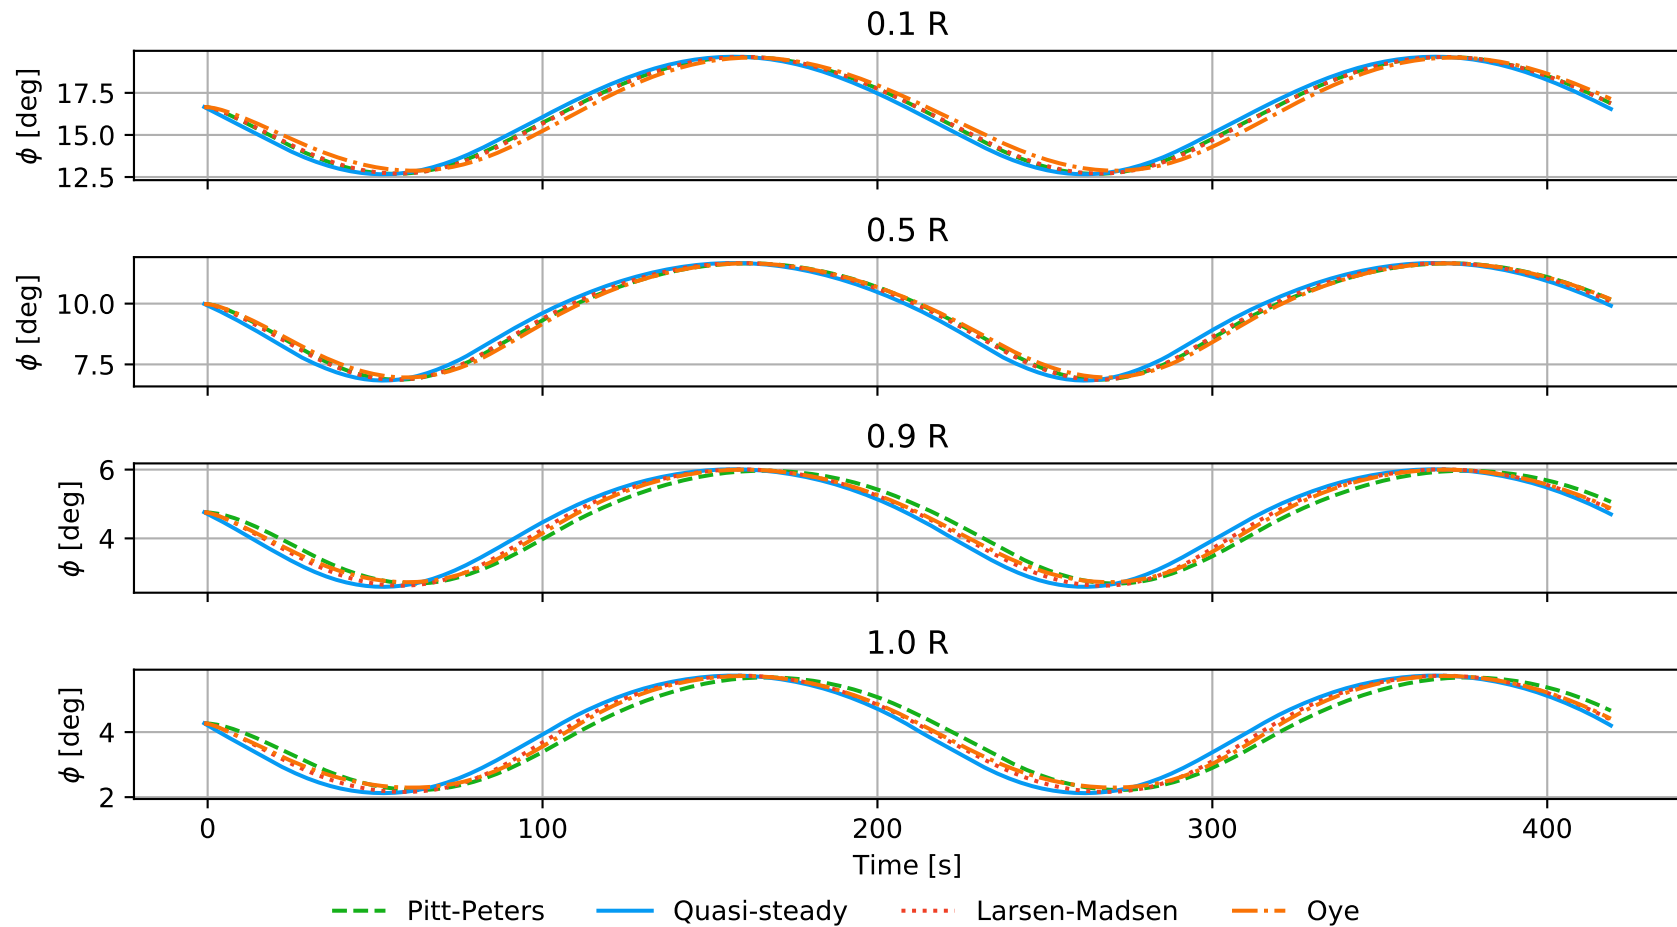 0.1 R
ϕ [deg]
17.5
15.0
12.5
0.5 R
ϕ [deg]
10.0
7.5
0.9 R
ϕ [deg]
6
4
1.0 R
ϕ [deg]
4
2
0 100 200 300 400
Time [s]
Pitt-Peters Quasi-steady Larsen-Madsen Oye